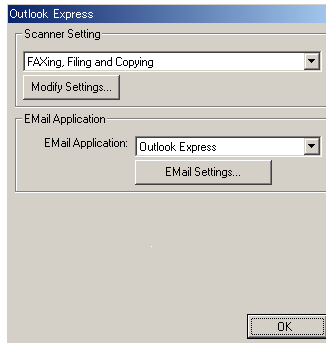 Outlook Express
Scanner Setting
FAXing, Filing and Copying
Modify Settings...
EMail Application
EMail Application: Outlook Express
EMail Settings...
OK